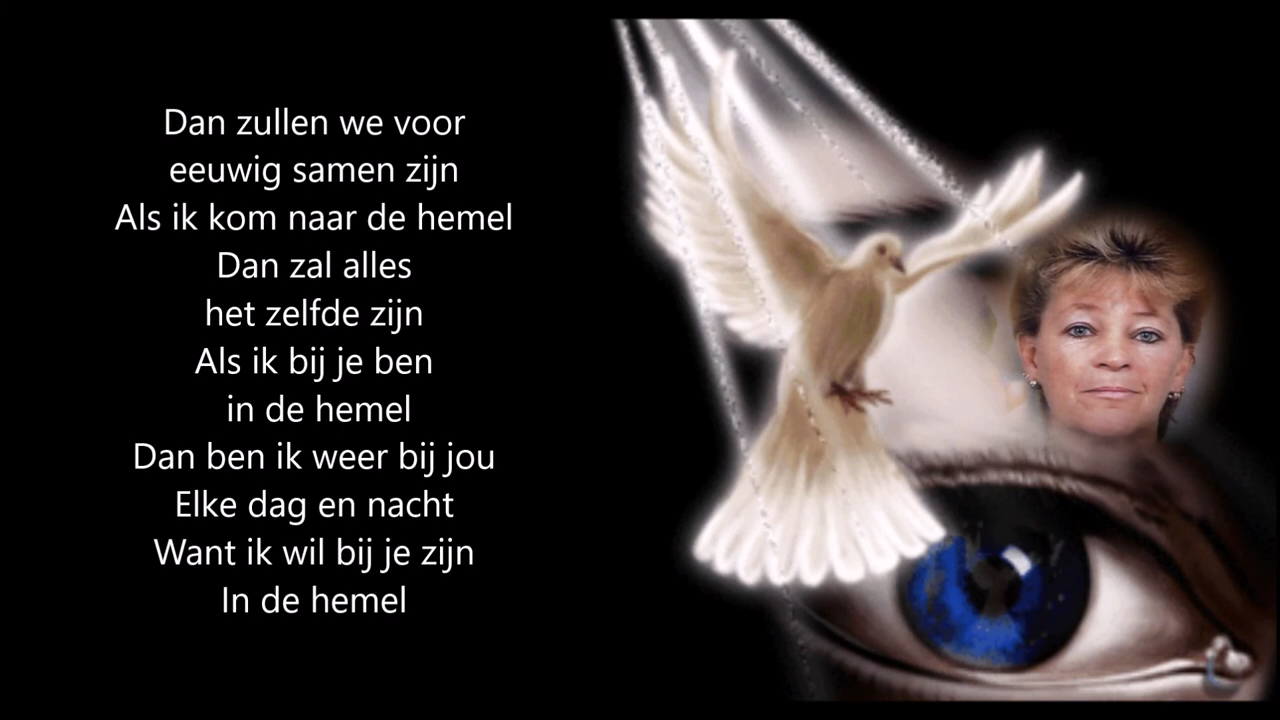 Dan zullen we voor
eeuwig samen zijn
Als ik kom naar de hemel
Dan zal alles
het zelfde zijn
Als ik bij je ben
in de hemel
Dan ben ik weer bij jou
Elke dag en nacht
Want ik wil bij je zijn
In de hemel